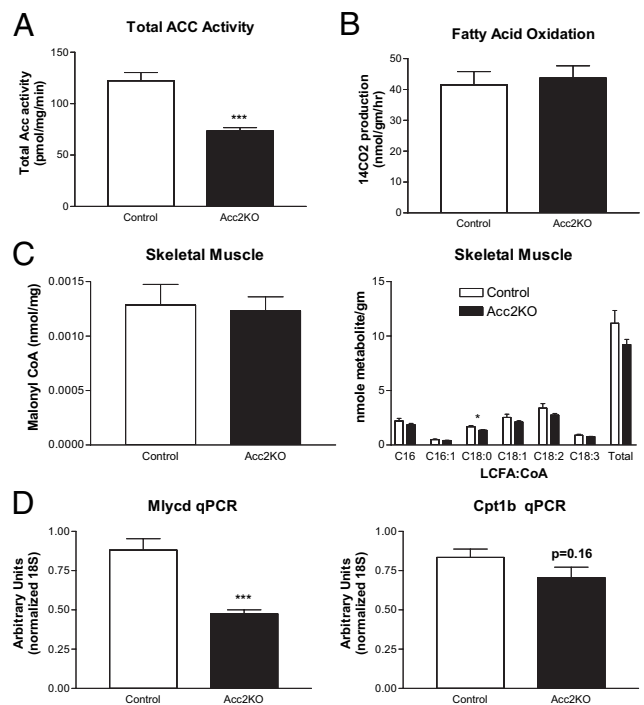 A
Total ACC Activity
Total Acc activity
(pmol/mg/min)
150
100
50
0
Control
Acc2KO
***
B
Fatty Acid Oxidation
14CO2 production
(nmol/gm/hr)
50
40
30
20
10
0
Control
Acc2KO
C
Skeletal Muscle
Malonyl CoA (nmol/mg)
0.0015
0.0010
0.0005
0.0000
Control
Acc2KO
Skeletal Muscle
nmole metabolite/gm
15
10
5
0
Control
Acc2KO
*
C16 C16:1 C18:0 C18:1 C18:2 C18:3 Total
LCFA:CoA
D
Mlycd qPCR
Arbitrary Units
(normalized 18S)
1.00
0.75
0.50
0.25
0.00
***
Control
Acc2KO
Cpt1b qPCR
Arbitrary Units
(normalized 18S)
1.00
0.75
0.50
0.25
0.00
p=0.16
Control
Acc2KO